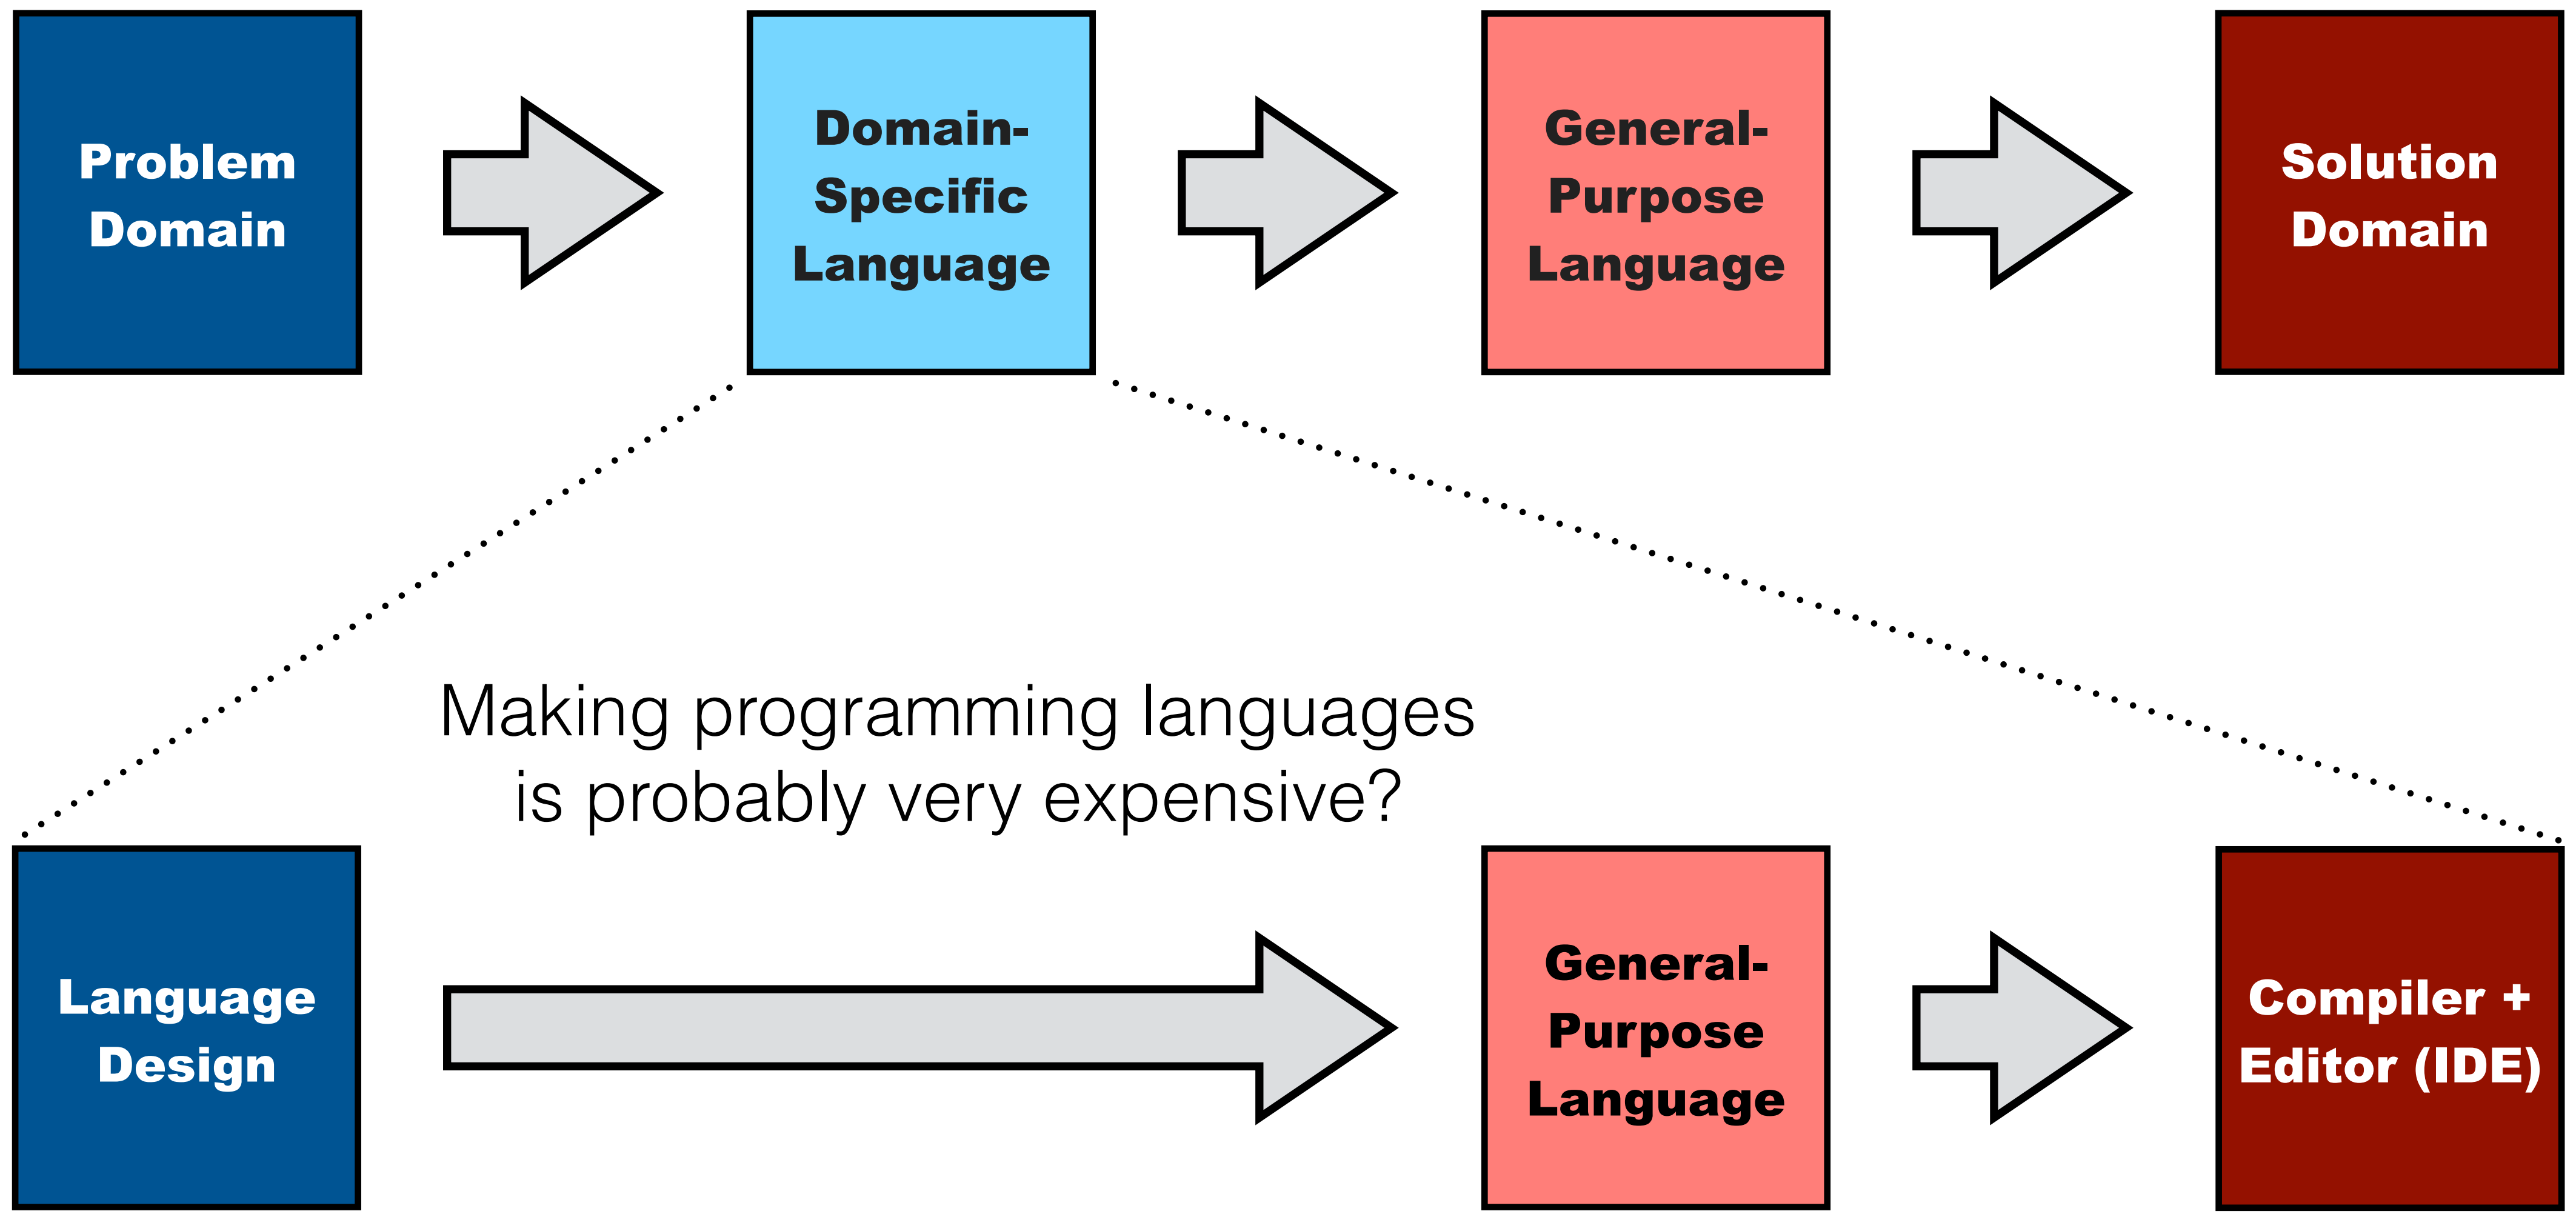 Problem
Domain
Domain-
Specific
Language
General-
Purpose
Language
Solution
Domain
Making programming languages
is probably very expensive?
Language
Design
General-
Purpose
Language
Compiler +
Editor (IDE)